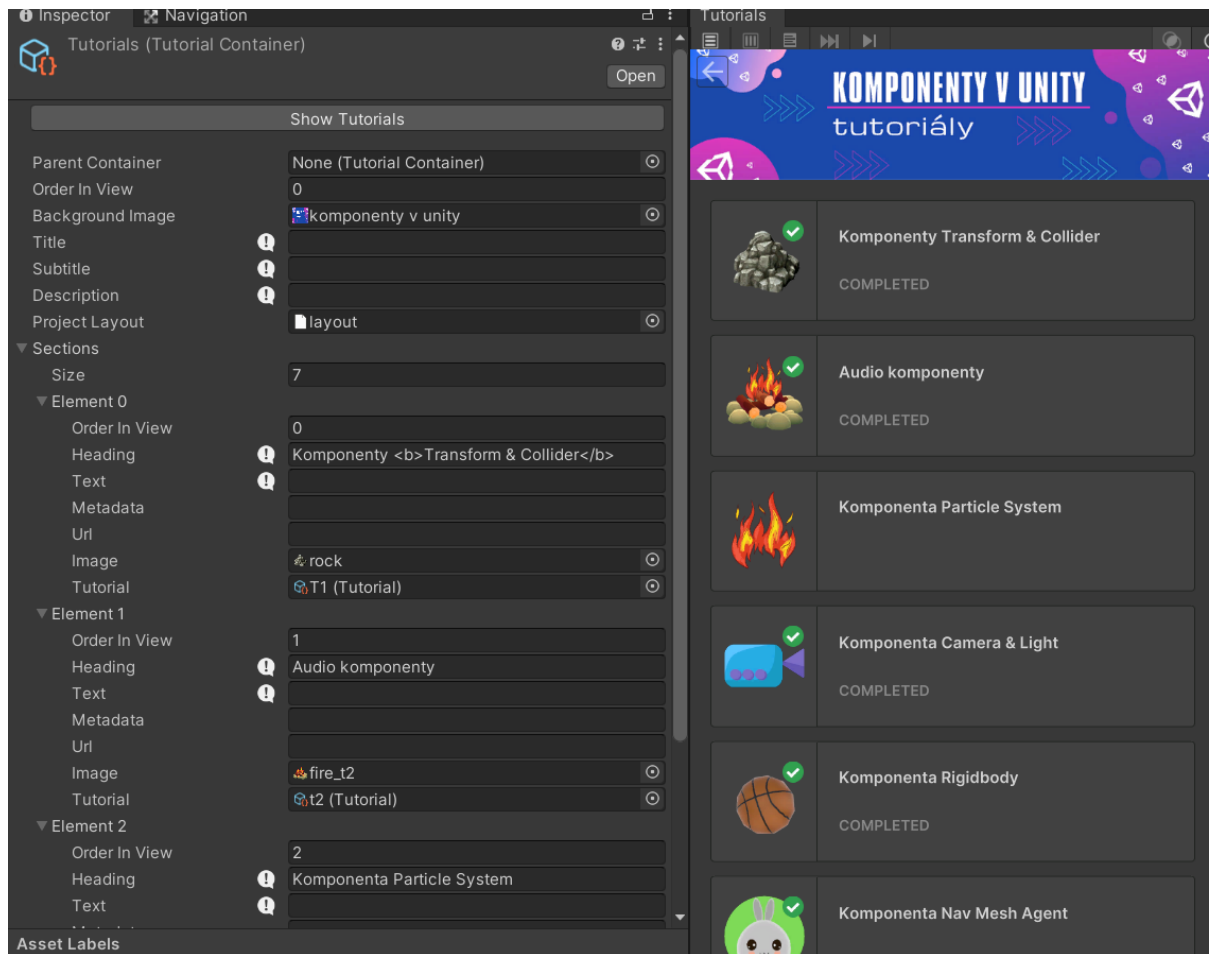 Inspector
Navigation
Tutorials (Tutorial Container)
Open
Show Tutorials
Parent Container None (Tutorial Container)
Order In View 0
Background Image komponenty v unity
Title
Subtitle
Description
Project Layout layout
Sections
Size 7
Element 0
Order In View 0
Heading Komponenty <b>Transform & Collider</b>
Text
Metadata
Url
Image rock
Tutorial T1 (Tutorial)
Element 1
Order In View 1
Heading Audio komponenty
Text
Metadata
Url
Image fire_t2
Tutorial t2 (Tutorial)
Element 2
Order In View 2
Heading Komponenta Particle System
Text
Asset Labels
Tutorials
KOMPONENTY V UNITY
tutoriály
Komponenty Transform & Collider
COMPLETED
Audio komponenty
COMPLETED
Komponenta Particle System
Komponenta Camera & Light
COMPLETED
Komponenta Rigidbody
COMPLETED
Komponenta Nav Mesh Agent